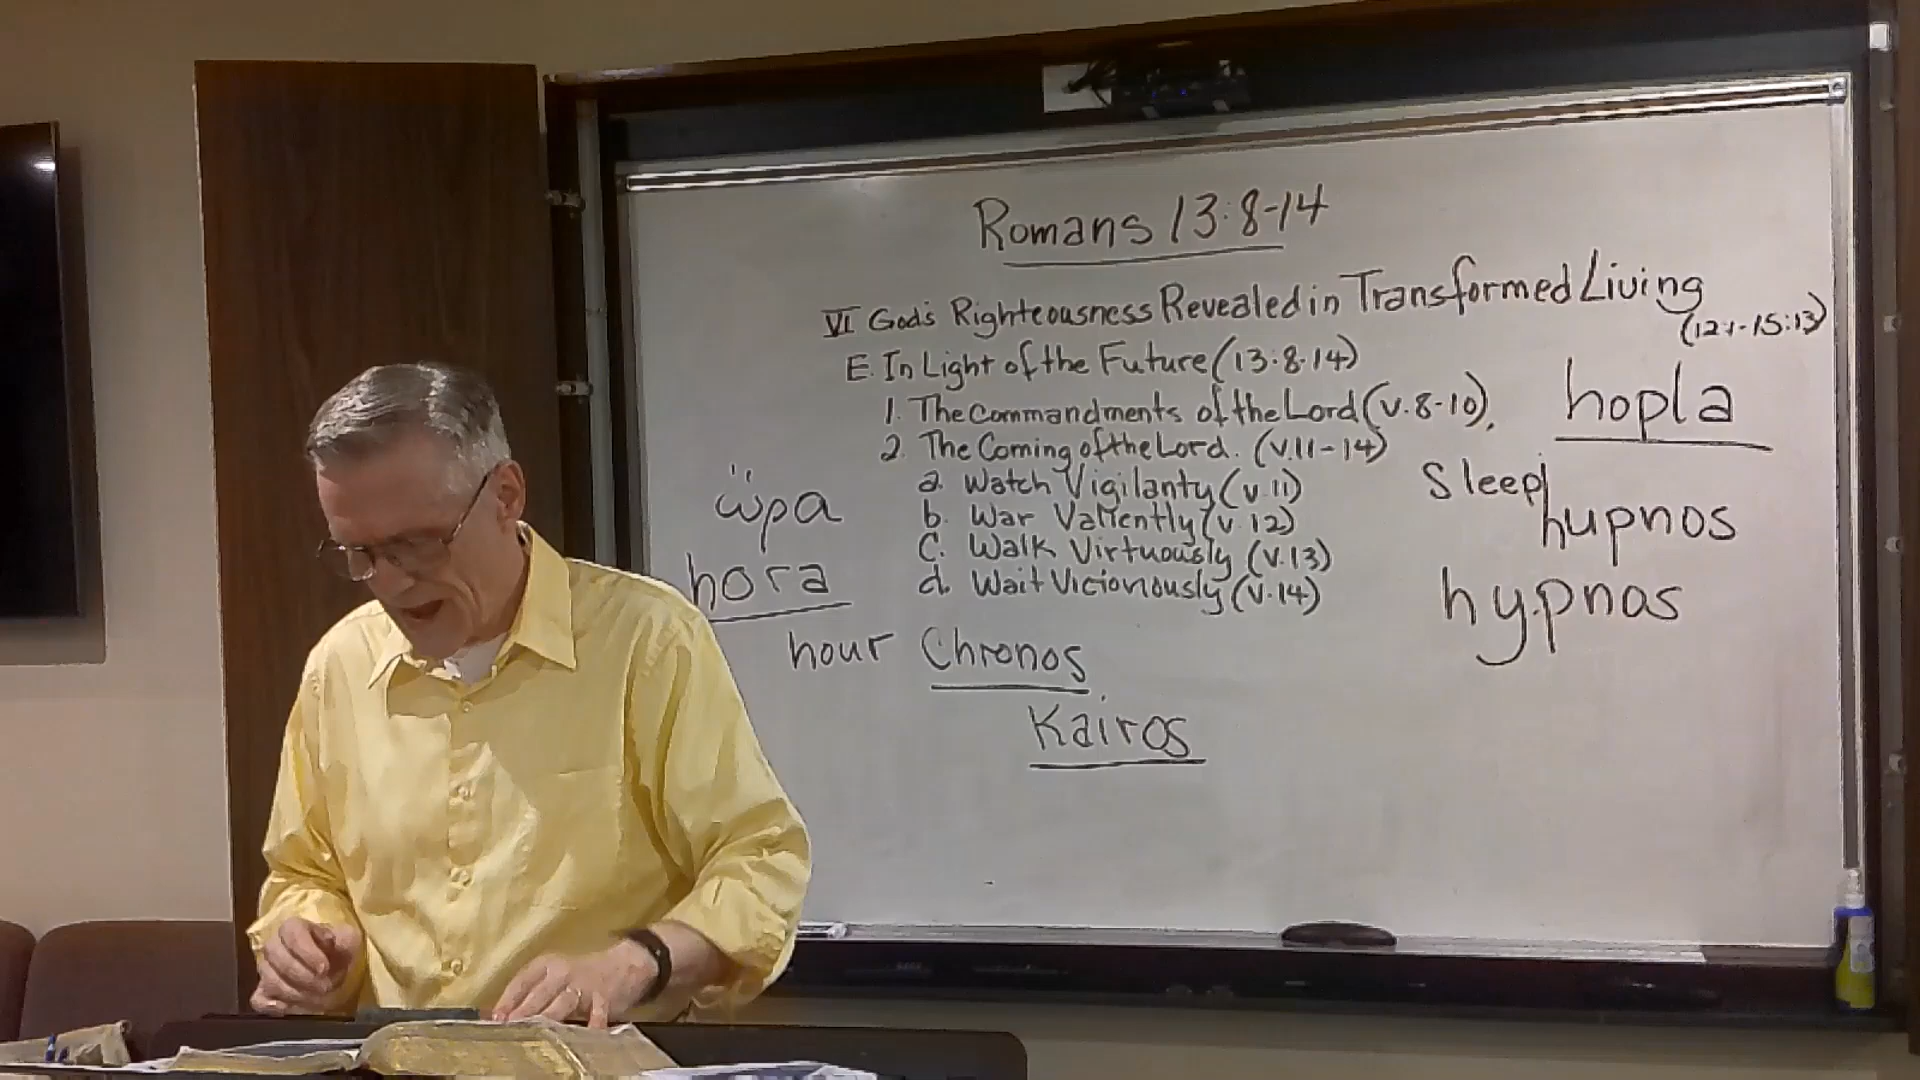 Romans 13:8-14
VI God's Righteousness Revealed in Transformed Living
(12:1-15:13)
E. In Light of the Future (13:8-14)
1. The Commandments of the Lord (v.8-10).
2. The Coming of the Lord. (v.11-14)
a. Watch Vigilanty (v.11)
b. War Valiently (v.12)
c. Walk Virtuously (v.13)
d. Wait Vicionously (v.14)
ὥρα
hora
hour Chronos
Kairos
hopla
Sleep
hupnos
hypnos